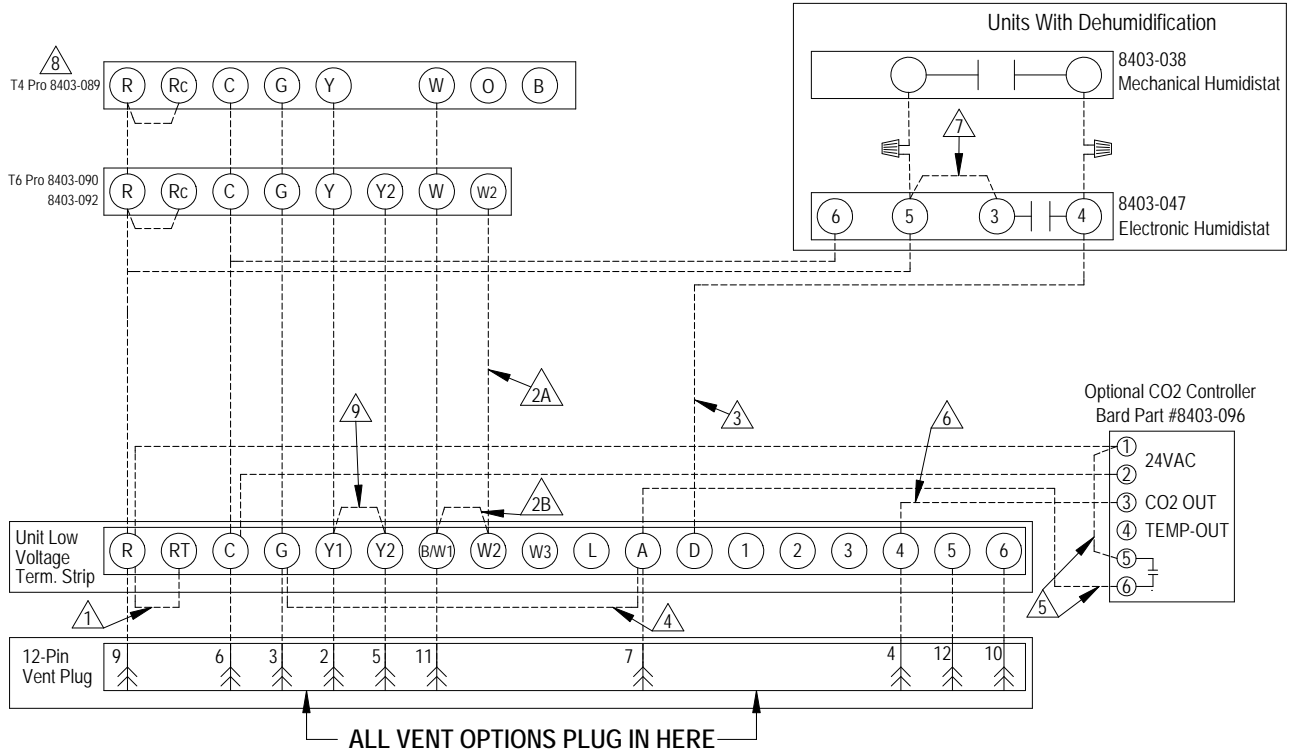 Units With Dehumidification
8403-038
Mechanical Humidistat
7
6 5 3 4
8403-047
Electronic Humidistat
8
T4 Pro 8403-089
R Rc C G Y W O B
T6 Pro 8403-090
8403-092
R Rc C G Y Y2 W W2
2A
3
9
6
2B
Optional CO2 Controller
Bard Part #8403-096
1
24VAC
2
3 CO2 OUT
4 TEMP-OUT
5
6
5
Unit Low
Voltage
Term. Strip
R RT C G Y1 Y2 B/W1 W2 W3 L A D 1 2 3 4 5 6
1
4
12-Pin
Vent Plug
9 6 3 2 5 11 7 4 12 10
ALL VENT OPTIONS PLUG IN HERE